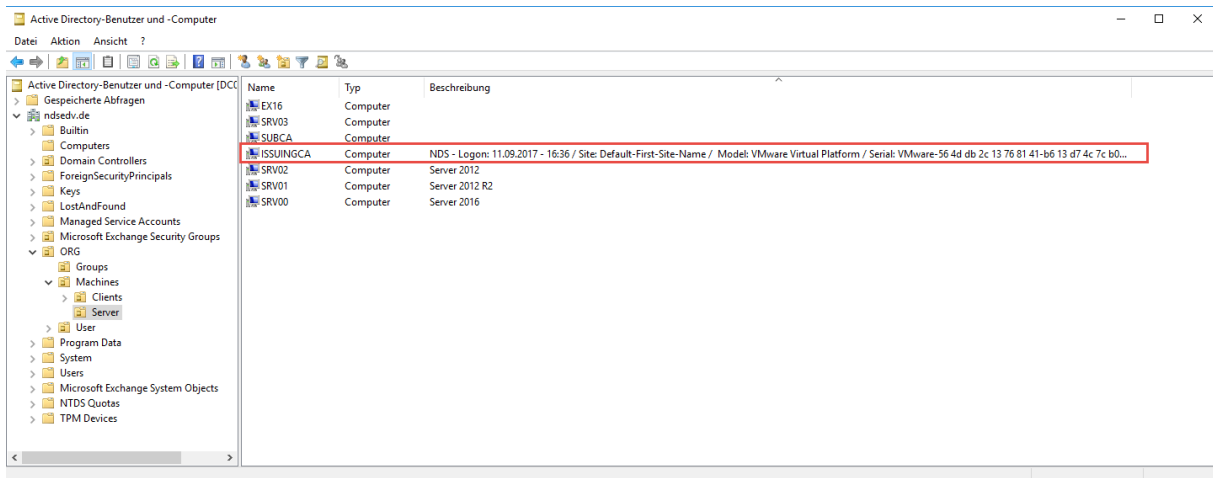 Active Directory-Benutzer und -Computer
Datei Aktion Ansicht ?
Active Directory-Benutzer und -Computer [DC0
Gespeicherte Abfragen
ndsedv.de
Builtin
Computers
Domain Controllers
ForeignSecurityPrincipals
Keys
LostAndFound
Managed Service Accounts
Microsoft Exchange Security Groups
ORG
Groups
Machines
Clients
Server
User
Program Data
System
Users
Microsoft Exchange System Objects
NTDS Quotas
TPM Devices
Name Typ Beschreibung
EX16 Computer
SRV03 Computer
SUBCA Computer
ISSUINGCA Computer NDS - Logon: 11.09.2017 - 16:36 / Site: Default-First-Site-Name / Model: VMware Virtual Platform / Serial: VMware-56 4d db 2c 13 76 81 41-b6 13 d7 4c 7c b0...
SRV02 Computer Server 2012
SRV01 Computer Server 2012 R2
SRV00 Computer Server 2016